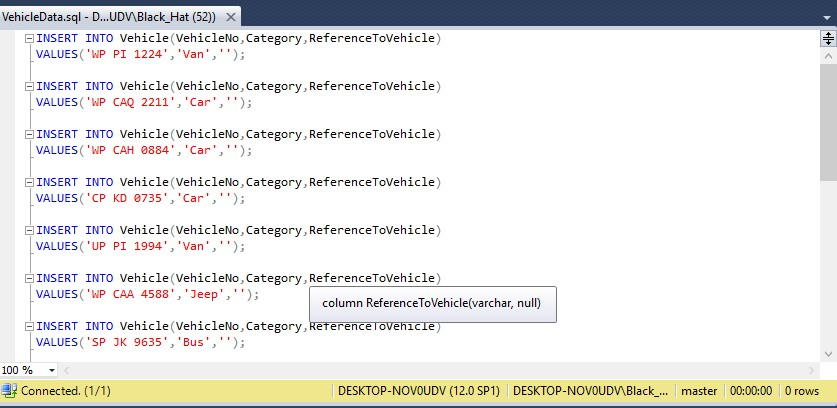 VehicleData.sql - D...UDV\Black_Hat (52))
INSERT INTO Vehicle(VehicleNo,Category,ReferenceToVehicle)
VALUES('WP PI 1224','Van','');
INSERT INTO Vehicle(VehicleNo,Category,ReferenceToVehicle)
VALUES('WP CAQ 2211','Car','');
INSERT INTO Vehicle(VehicleNo,Category,ReferenceToVehicle)
VALUES('WP CAH 0884','Car','');
INSERT INTO Vehicle(VehicleNo,Category,ReferenceToVehicle)
VALUES('CP KD 0735','Car','');
INSERT INTO Vehicle(VehicleNo,Category,ReferenceToVehicle)
VALUES('UP PI 1994','Van','');
INSERT INTO Vehicle(VehicleNo,Category,ReferenceToVehicle)
VALUES('WP CAA 4588','Jeep','');
column ReferenceToVehicle(varchar, null)
INSERT INTO Vehicle(VehicleNo,Category,ReferenceToVehicle)
VALUES('SP JK 9635','Bus','');
100 %
Connected. (1/1) DESKTOP-NOV0UDV (12.0 SP1) DESKTOP-NOV0UDV\Black_... master 00:00:00 0 rows